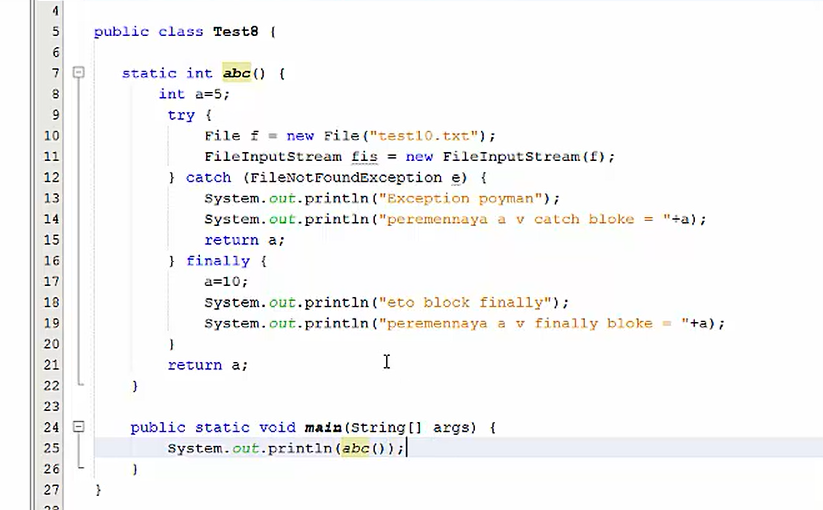 4
5 public class Test8 {
6
7 static int abc() {
8 int a=5;
9 try {
10 File f = new File("test10.txt");
11 FileInputStream fis = new FileInputStream(f);
12 } catch (FileNotFoundException e) {
13 System.out.println("Exception poyman");
14 System.out.println("peremennaya a v catch bloke = "+a);
15 return a;
16 } finally {
17 a=10;
18 System.out.println("eto block finally");
19 System.out.println("peremennaya a v finally bloke = "+a);
20 }
21 return a;
22 }
23
24 public static void main(String[] args) {
25 System.out.println(abc());
26 }
27 }